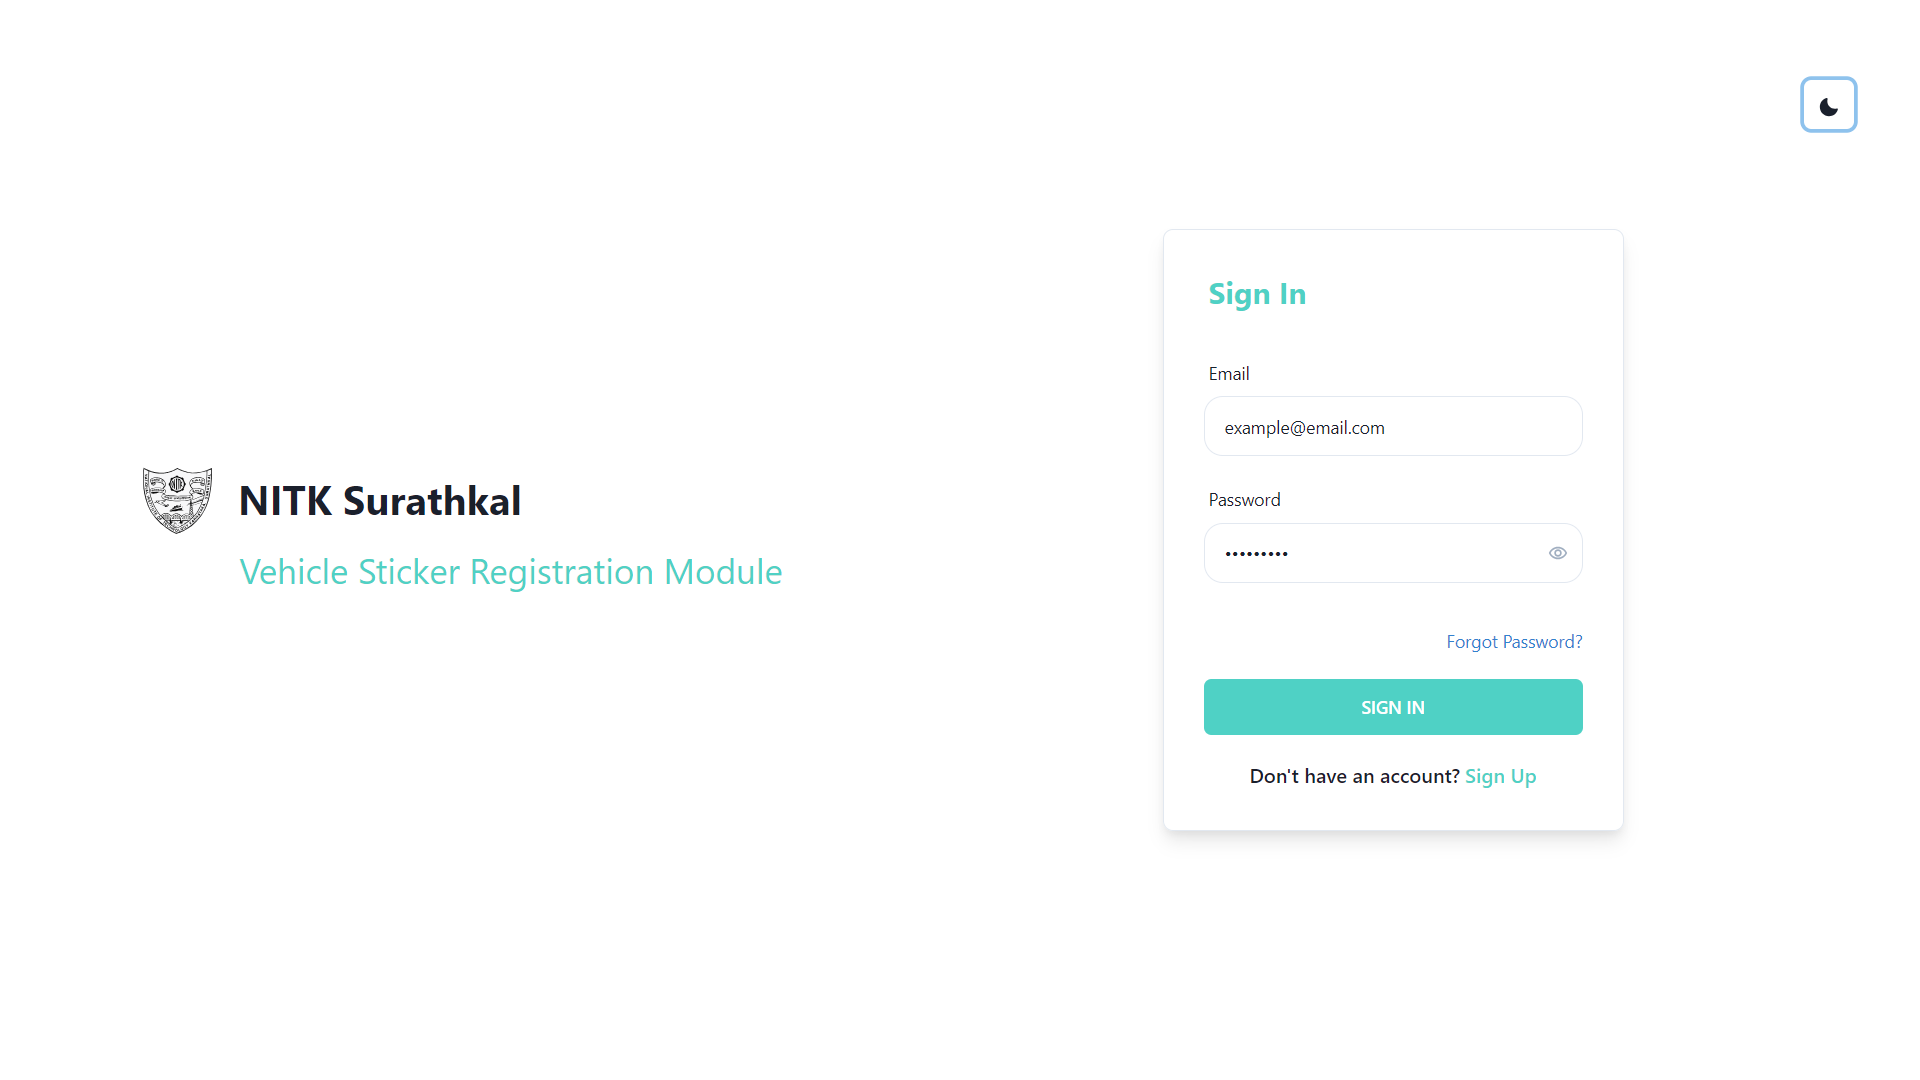 NITK Surathkal
Vehicle Sticker Registration Module
Sign In
Email
example@email.com
Password
•••••••••
Forgot Password?
SIGN IN
Don't have an account? Sign Up